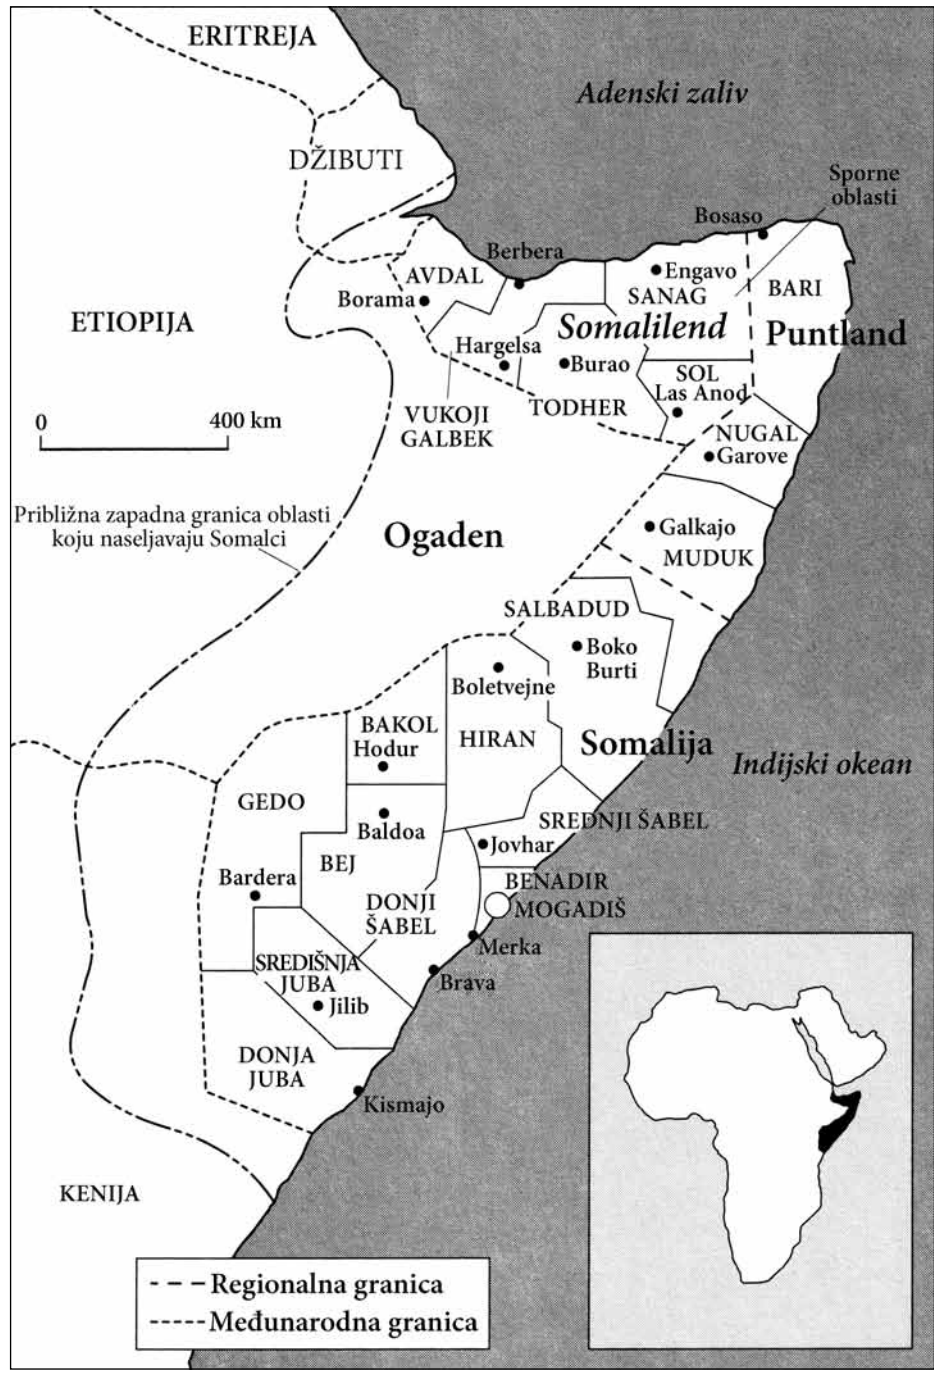 ERITREJA
Adenski zaliv
DŽIBUTI
Sporne
oblasti
Bosaso
Berbera
AVDAL
Engavo
SANAG
BARI
Borama
ETIOPIJA
Somalilend
Puntland
Hargelsa
Burao
SOL
Las Anod
TODHER
VUKOJI
GALBEK
0
400 km
NUGAL
Garove
Približna zapadna granica oblasti
koju naseljavaju Somalci
Ogaden
Galkajo
MUDUK
SALBADUD
Boko
Burti
Boletvejne
BAKOL
Hodur
HIRAN
Somalija
Indijski okean
GEDO
Baldoa
SREDNJI ŠABEL
Jovhar
BEJ
Bardera
BENADIR
MOGADIŠ
DONJI
ŠABEL
Merka
SREDIŠNJA
JUBA
Brava
Jilib
DONJA
JUBA
Kismajo
KENIJA
Regionalna granica
Međunarodna granica